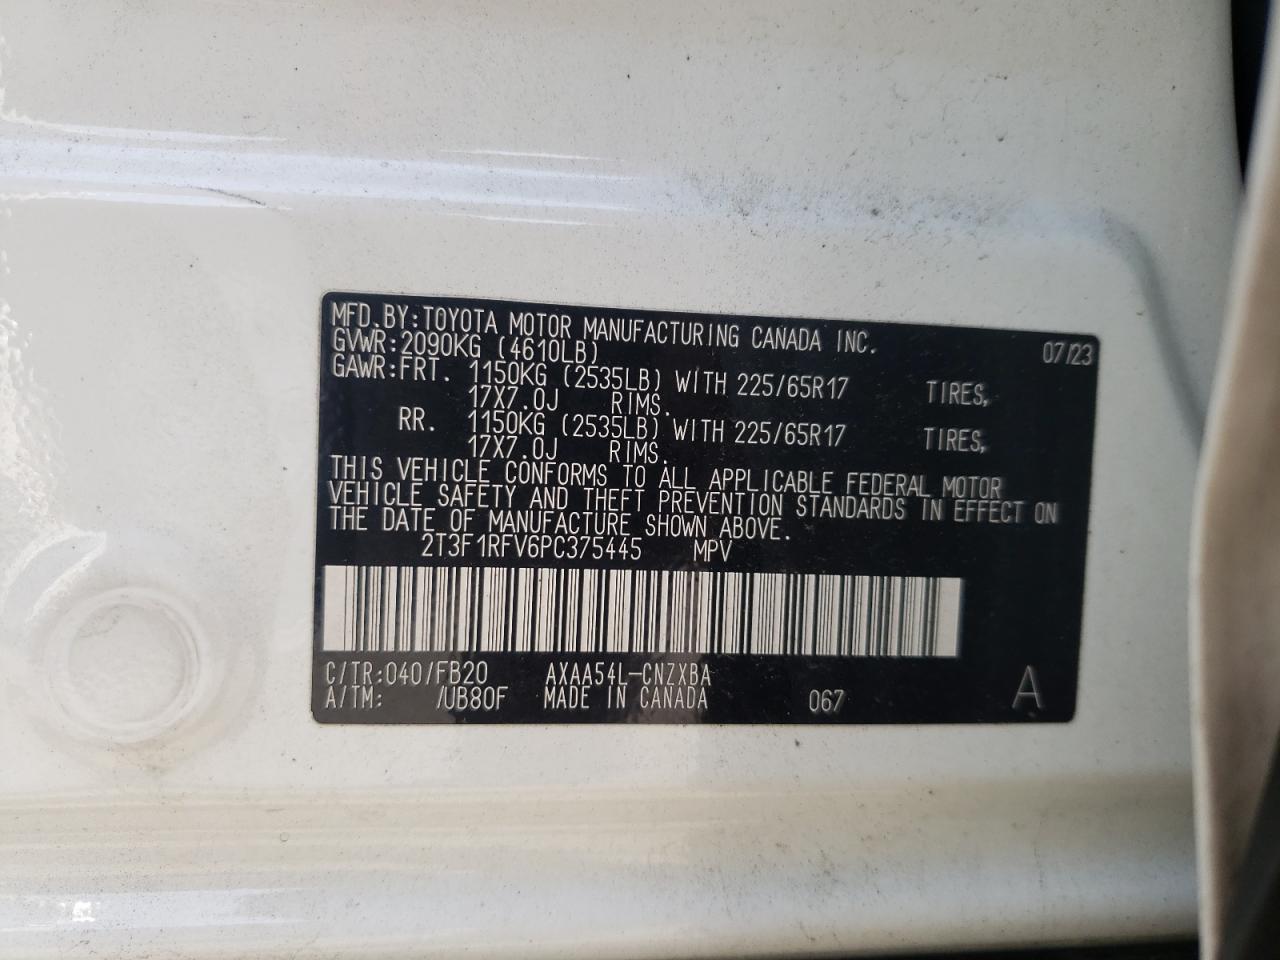 MFD.BY:TOYOTA MOTOR MANUFACTURING CANADA INC. 07/23
GVWR:2090KG (4610LB)
GAWR:FRT. 1150KG (2535LB) WITH 225/65R17 TIRES,
17X7.0J RIMS.
RR. 1150KG (2535LB) WITH 225/65R17 TIRES,
17X7.0J RIMS.
THIS VEHICLE CONFORMS TO ALL APPLICABLE FEDERAL MOTOR
VEHICLE SAFETY AND THEFT PREVENTION STANDARDS IN EFFECT ON
THE DATE OF MANUFACTURE SHOWN ABOVE.
2T3F1RFV6PC375445 MPV
C/TR:040/FB20 AXAA54L-CNZXBA
A/TM: /UB80F MADE IN CANADA 067 A